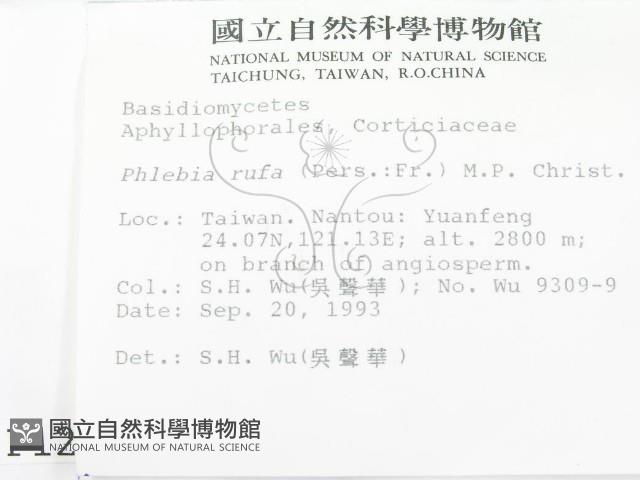 國立自然科學博物館
NATIONAL MUSEUM OF NATURAL SCIENCE
TAICHUNG, TAIWAN, R.O.CHINA
Basidiomycetes
Aphyllophorales, Corticiaceae
Phlebia rufa (Pers.:Fr.) M.P. Christ.
Loc.: Taiwan. Nantou: Yuanfeng
24.07N,121.13E; alt. 2800 m;
on branch of angiosperm.
Col.: S.H. Wu(吳聲華); No. Wu 9309-9
Date: Sep. 20, 1993
Det.: S.H. Wu(吳聲華)
國立自然科學博物館
NATIONAL MUSEUM OF NATURAL SCIENCE